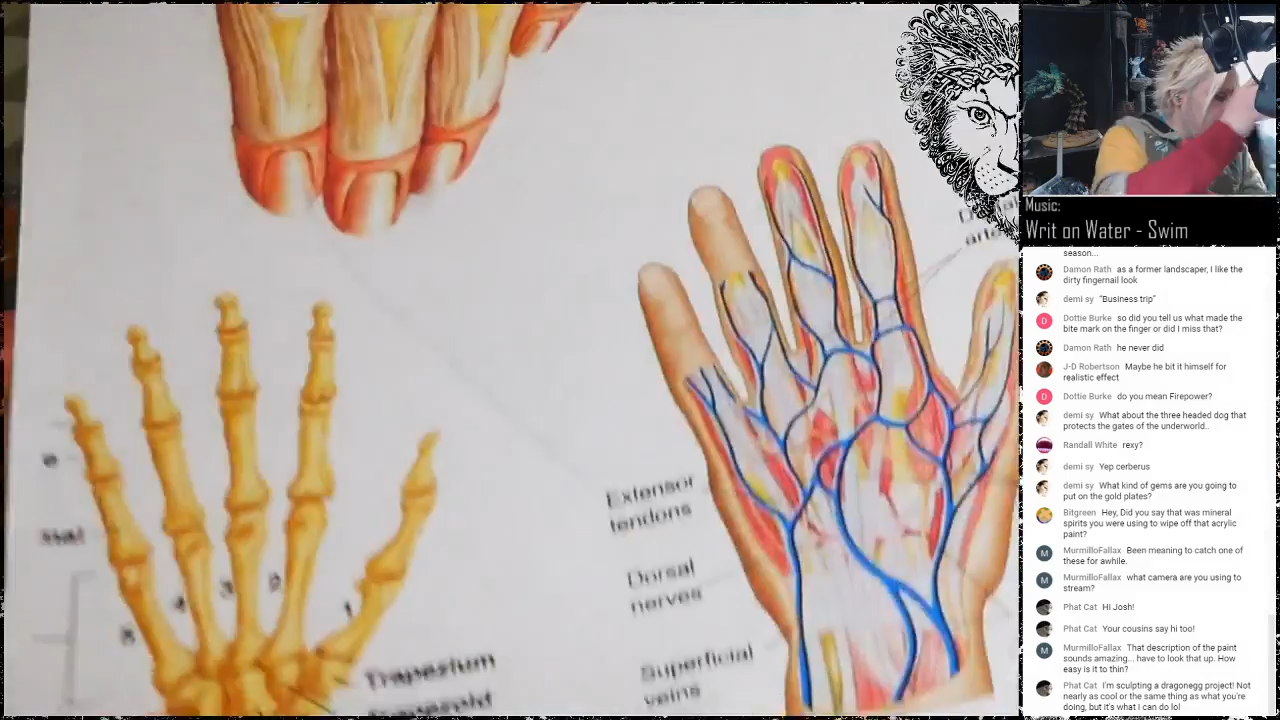 Extensor
tendons
Dorsal
nerves
Superficial
veins
5
4
3
2
1
Trapezium
Music:
Writ on Water - Swim
season...
Damon Rath as a former landscaper, I like the
dirty fingernail look
demi sy "Business trip"
D
Dottie Burke so did you tell us what made the
bite mark on the finger or did I miss that?
Damon Rath he never did
J-D Robertson Maybe he bit it himself for
realistic effect
D
Dottie Burke do you mean Firepower?
demi sy What about the three headed dog that
protects the gates of the underworld..
Randall White rexy?
demi sy Yep cerberus
demi sy What kind of gems are you going to
put on the gold plates?
Bitgreen Hey, Did you say that was mineral
spirits you were using to wipe off that acrylic
paint?
M
MurmilloFallax Been meaning to catch one of
these for awhile.
M
MurmilloFallax what camera are you using to
stream?
Phat Cat Hi Josh!
Phat Cat Your cousins say hi too!
M
MurmilloFallax That description of the paint
sounds amazing... have to look that up. How
easy is it to thin?
Phat Cat I'm sculpting a dragonegg project! Not
nearly as cool or the same thing as what you're
doing, but it's what I can do lol